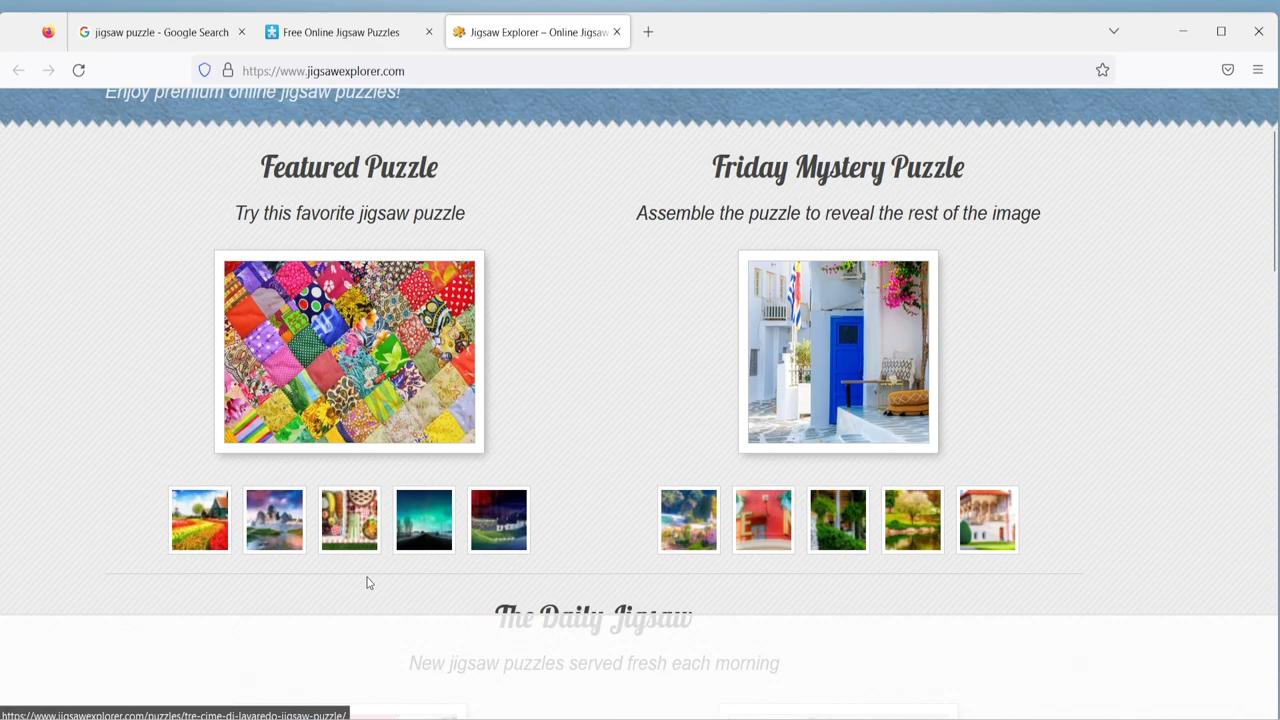 jigsaw puzzle - Google Search
Free Online Jigsaw Puzzles
Jigsaw Explorer – Online Jigsaw
https://www.jigsawexplorer.com
Enjoy premium online jigsaw puzzles!
Featured Puzzle
Friday Mystery Puzzle
Try this favorite jigsaw puzzle
Assemble the puzzle to reveal the rest of the image
The Daily Jigsaw
New jigsaw puzzles served fresh each morning
https://www.jigsawexplorer.com/puzzles/tre-cime-di-lavaredo-jigsaw-puzzle/